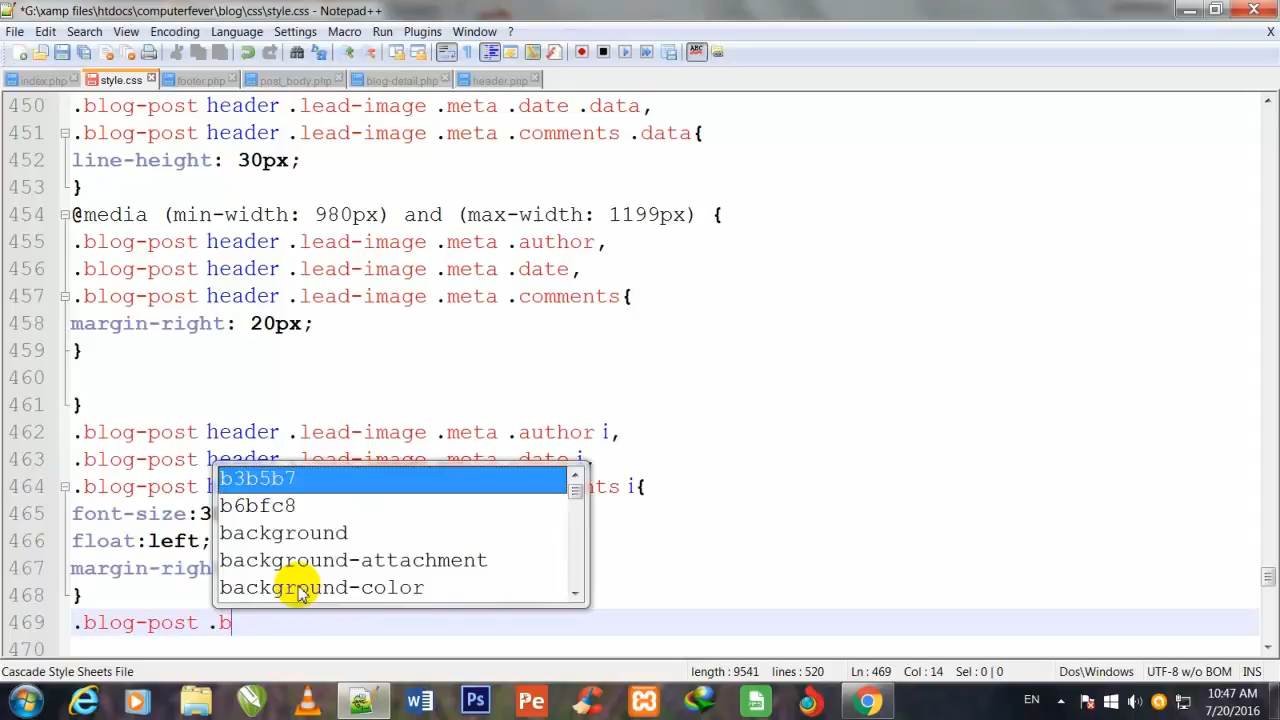 *G:\xamp files\htdocs\computerfever\blog\css\style.css - Notepad++
File Edit Search View Encoding Language Settings Macro Run Plugins Window ? X
index.php style.css footer.php post_body.php blog-detail.php header.php
450 .blog-post header .lead-image .meta .date .data,
451 .blog-post header .lead-image .meta .comments .data{
452 line-height: 30px;
453 }
454 @media (min-width: 980px) and (max-width: 1199px) {
455 .blog-post header .lead-image .meta .author,
456 .blog-post header .lead-image .meta .date,
457 .blog-post header .lead-image .meta .comments{
458 margin-right: 20px;
459 }
460
461 }
462 .blog-post header .lead-image .meta .author i,
463 .blog-post header .lead-image .meta .date i,
464 .blog-post h nts i{
465 font-size:3
466 float:left;
467 margin-righ
468 }
469 .blog-post .b
470
b3b5b7
b6bfc8
background
background-attachment
background-color
Cascade Style Sheets File length : 9541 lines : 520 Ln : 469 Col : 14 Sel : 0 | 0 Dos\Windows UTF-8 w/o BOM INS
W Ps Pe EN 10:47 AM
7/20/2016